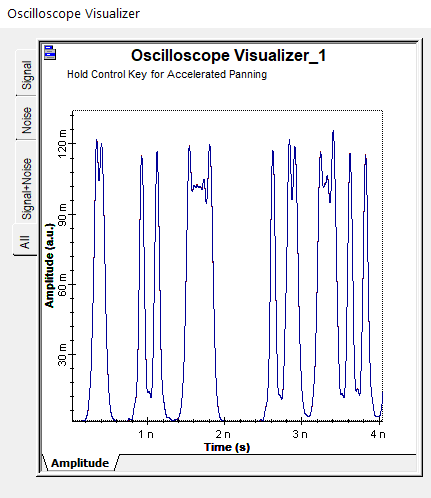 Oscilloscope Visualizer
Oscilloscope Visualizer_1
Hold Control Key for Accelerated Panning
Signal
Noise
Signal+Noise
All
Amplitude (a.u.)
120 m
90 m
60 m
30 m
1 n
2 n
3 n
4 n
Time (s)
Amplitude